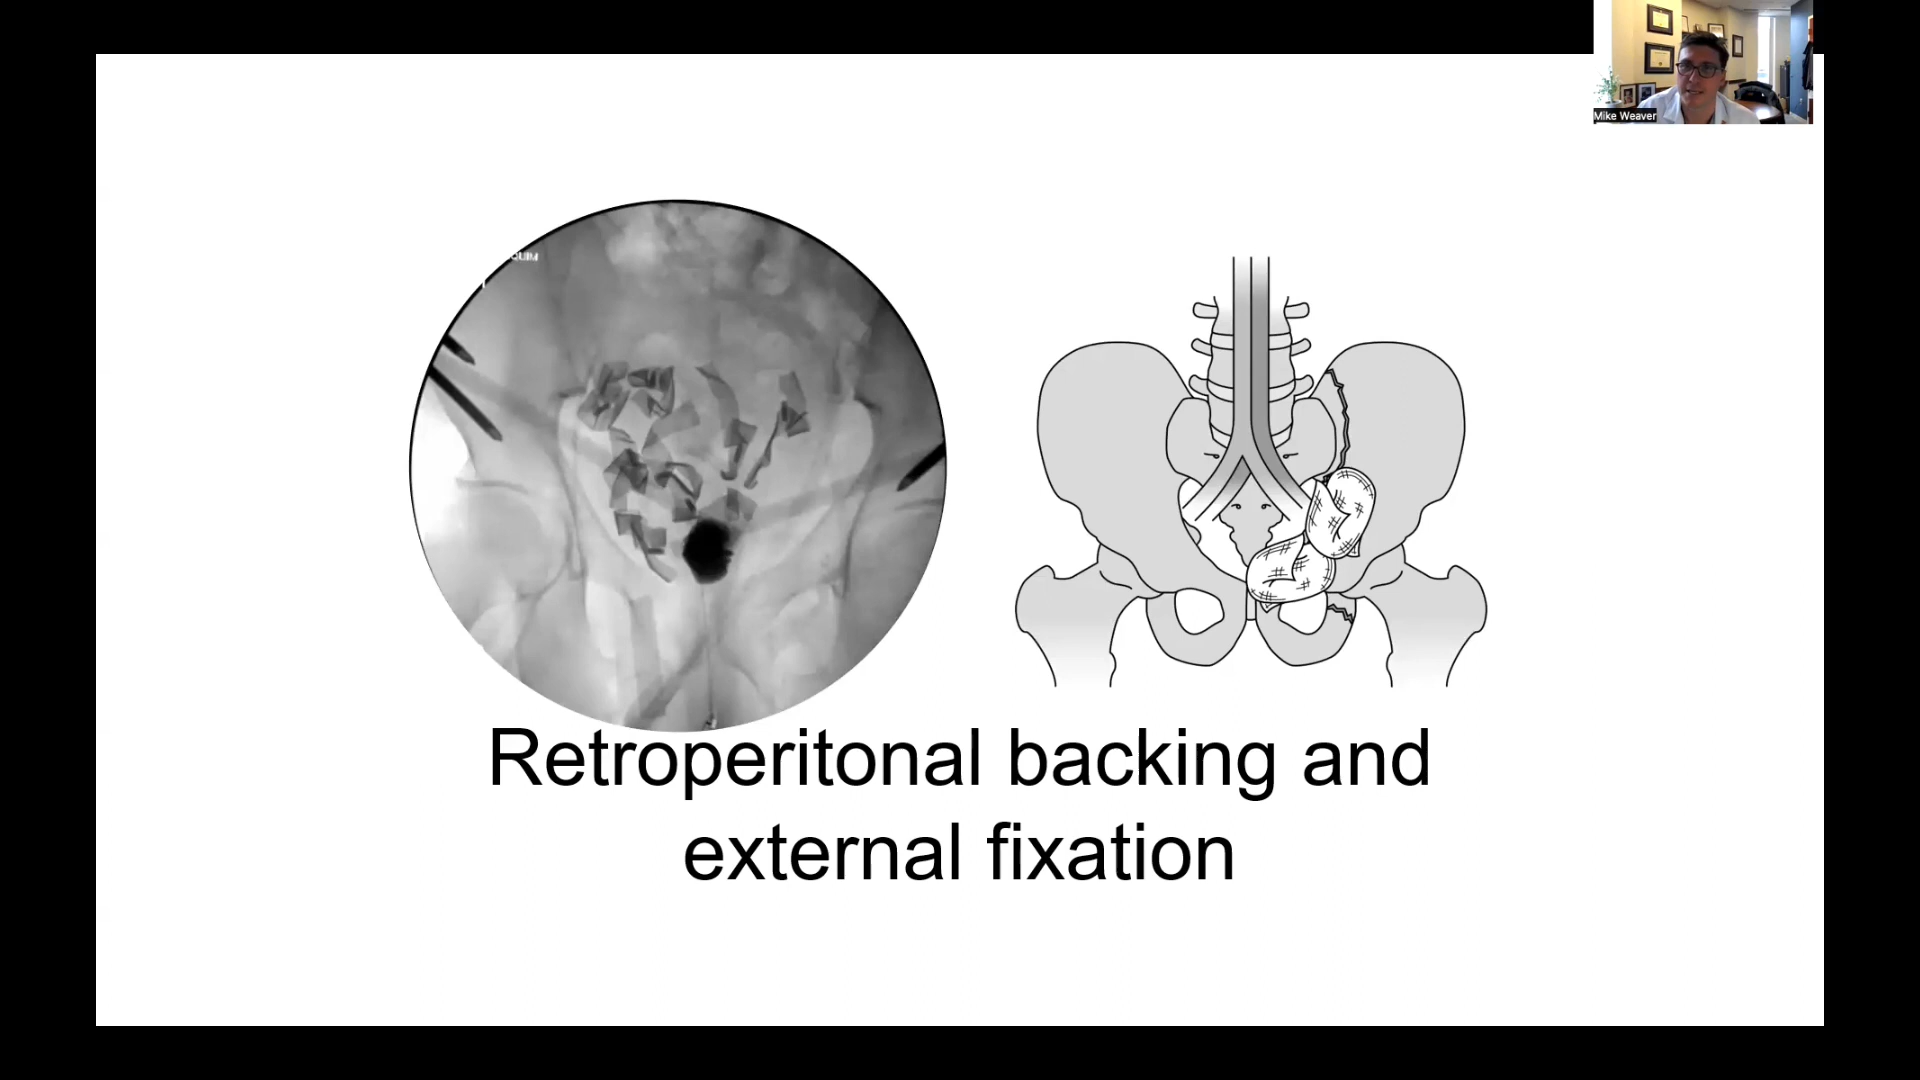 Mike Weaver
Retroperitonal backing and
external fixation